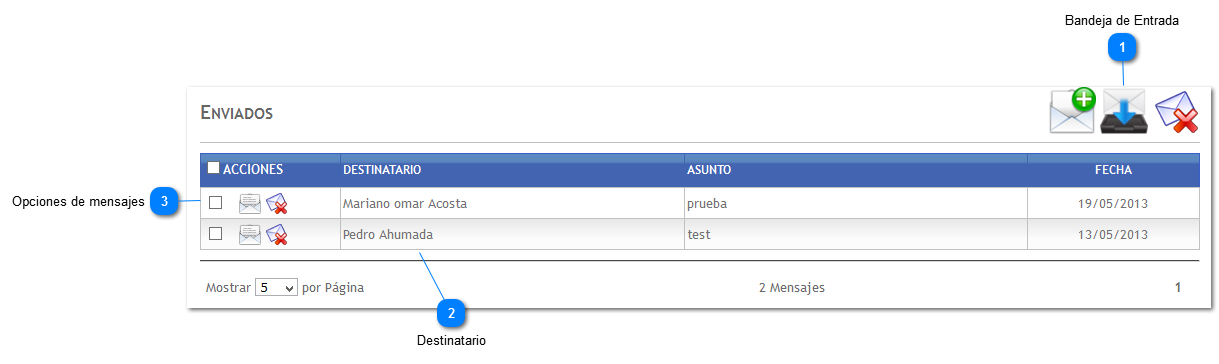 Bandeja de Entrada
1
ENVIADOS
ACCIONES DESTINATARIO ASUNTO FECHA
Opciones de mensajes 3 Mariano omar Acosta prueba 19/05/2013
Pedro Ahumada test 13/05/2013
Mostrar 5 por Página 2 Mensajes 1
2
Destinatario